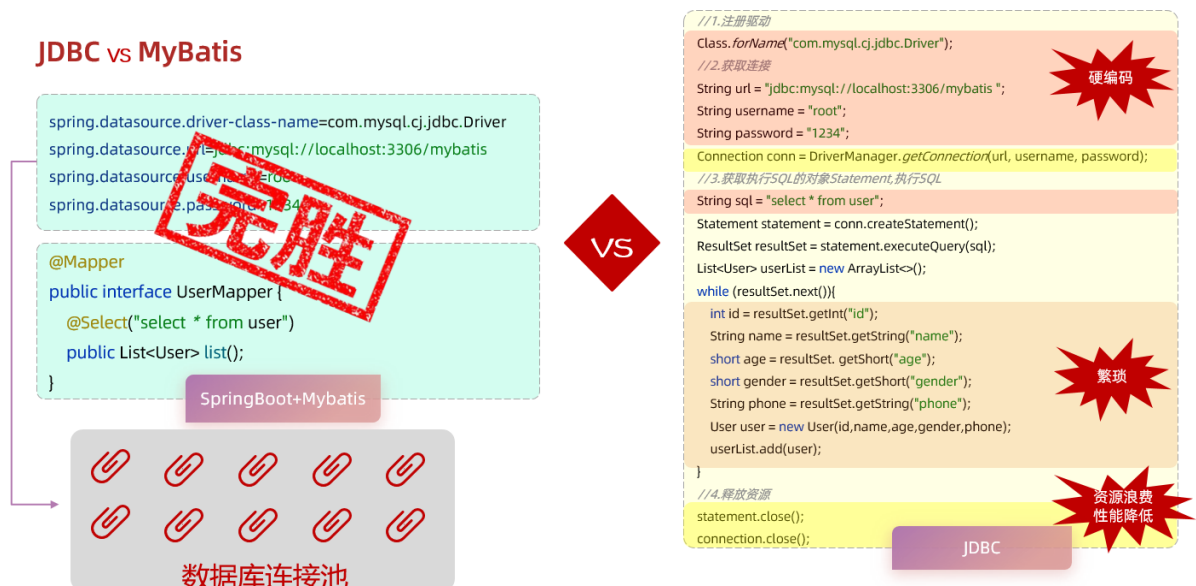 JDBC vs MyBatis
spring.datasource.driver-class-name=com.mysql.cj.jdbc.Driver
spring.datasource.url=jdbc:mysql://localhost:3306/mybatis
spring.datasource.username=root
spring.datasource.password=1234
完胜
@Mapper
public interface UserMapper {
@Select("select * from user")
public List<User> list();
}
SpringBoot+Mybatis
数据库连接池
VS
//1.注册驱动
Class.forName("com.mysql.cj.jdbc.Driver");
//2.获取连接
String url = "jdbc:mysql://localhost:3306/mybatis ";
String username = "root";
String password = "1234";
Connection conn = DriverManager.getConnection(url, username, password);
//3.获取执行SQL的对象Statement,执行SQL
String sql = "select * from user";
Statement statement = conn.createStatement();
ResultSet resultSet = statement.executeQuery(sql);
List<User> userList = new ArrayList<>();
while (resultSet.next()){
int id = resultSet.getInt("id");
String name = resultSet.getString("name");
short age = resultSet. getShort("age");
short gender = resultSet.getShort("gender");
String phone = resultSet.getString("phone");
User user = new User(id,name,age,gender,phone);
userList.add(user);
}
//4.释放资源
statement.close();
connection.close();
硬编码
繁琐
资源浪费
性能降低
JDBC